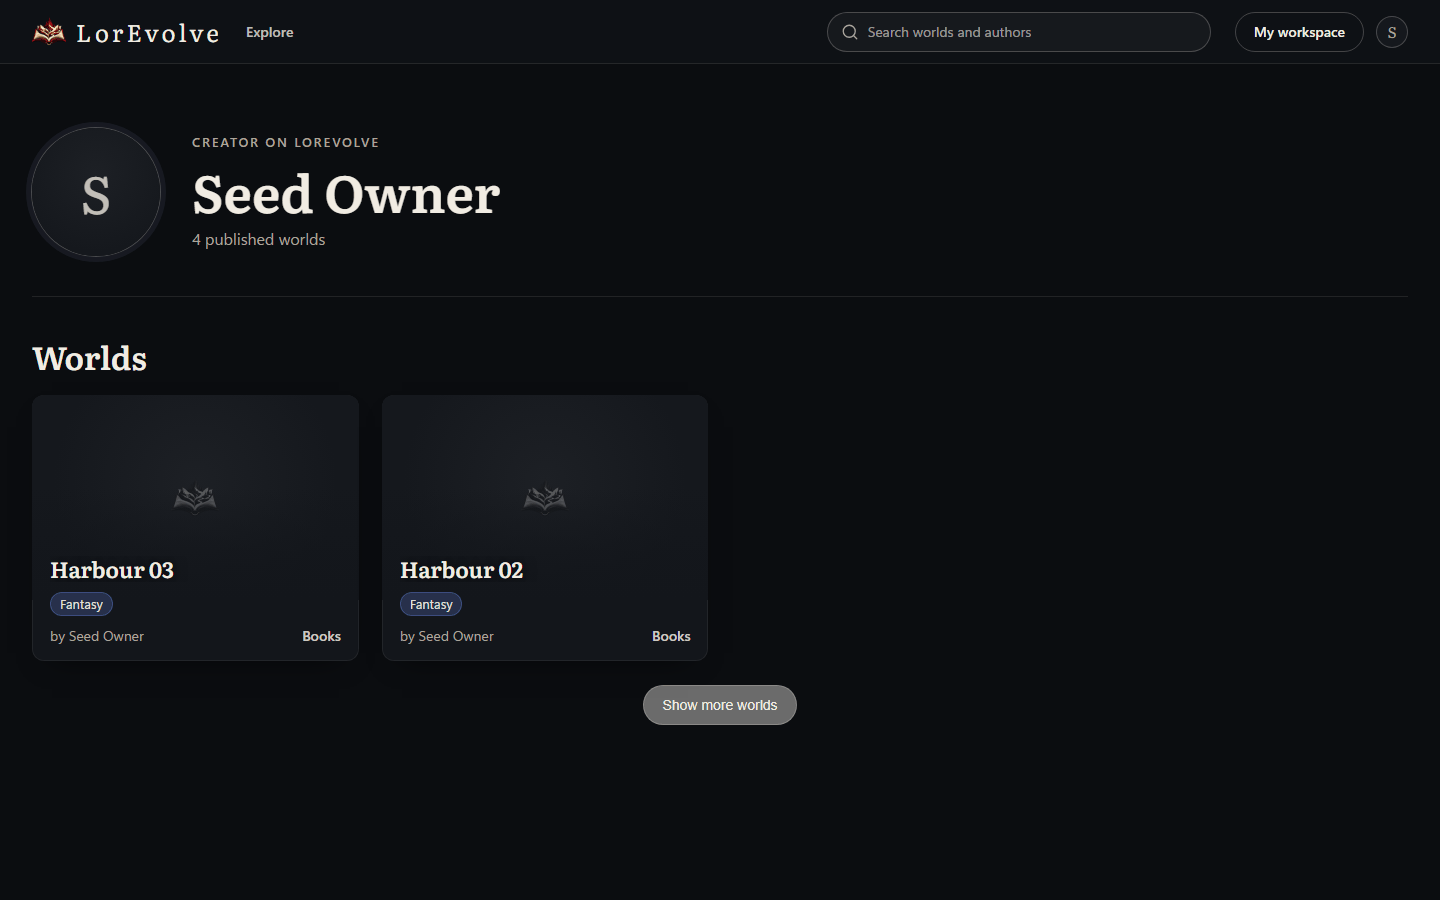 LorEvolve Explore Search worlds and authors My workspace S
S
CREATOR ON LOREVOLVE
Seed Owner
4 published worlds
Worlds
Harbour 03
Fantasy
by Seed Owner Books
Harbour 02
Fantasy
by Seed Owner Books
Show more worlds